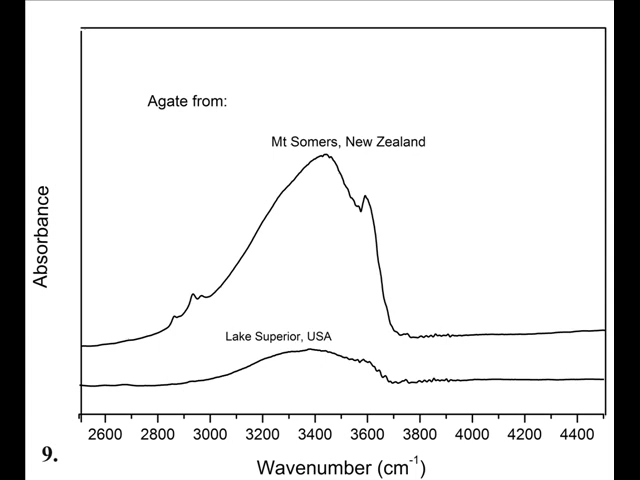 Agate from:
Mt Somers, New Zealand
Absorbance
Lake Superior, USA
2600 2800 3000 3200 3400 3600 3800 4000 4200 4400
9.
Wavenumber (cm⁻¹)